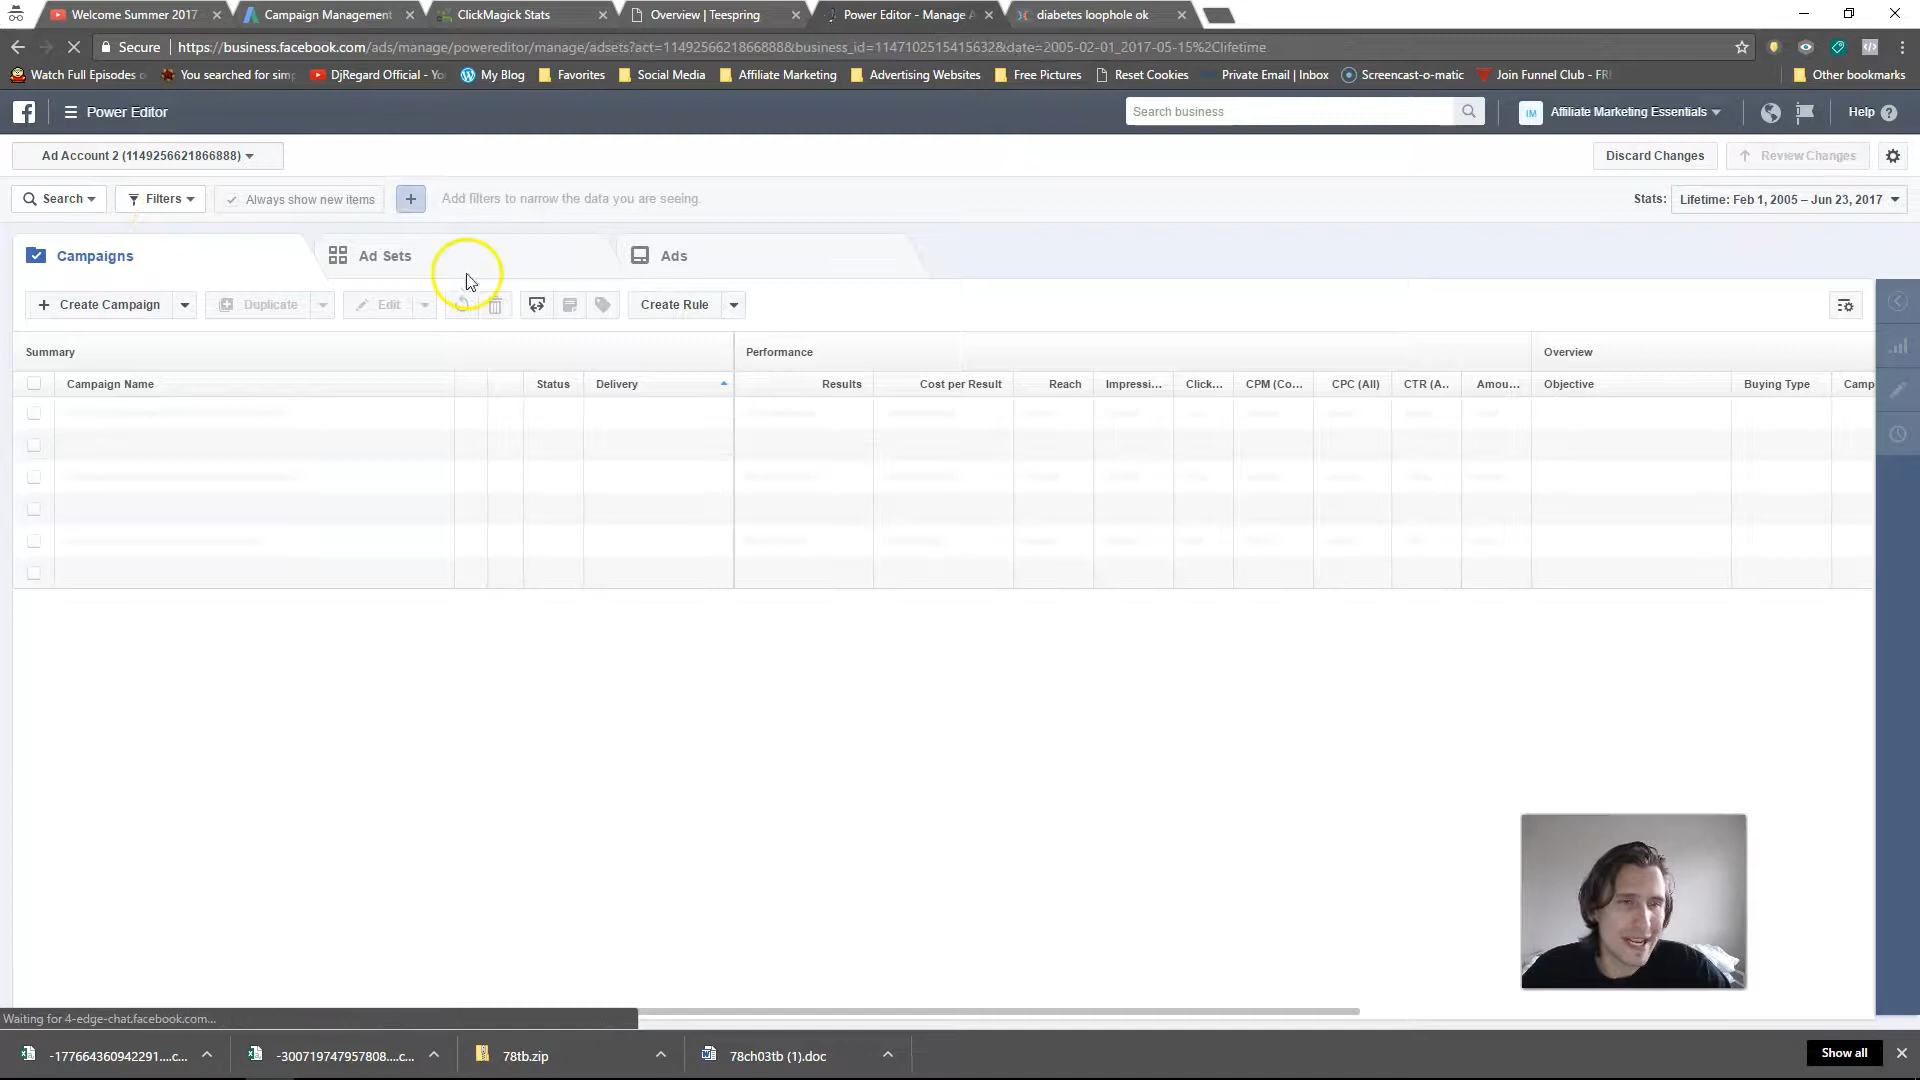 Welcome Summer 2017
Campaign Management
ClickMagick Stats
Overview | Teespring
Power Editor - Manage A
diabetes loophole ok
Secure
https://business.facebook.com/ads/manage/powereditor/manage/adsets?act=1149256621866888&business_id=1147102515415632&date=2005-02-01_2017-05-15%2Clifetime
Watch Full Episodes o
You searched for simp
DjRegard Official - Yo
My Blog
Favorites
Social Media
Affiliate Marketing
Advertising Websites
Free Pictures
Reset Cookies
Private Email | Inbox
Screencast-o-matic
Join Funnel Club - FR
Other bookmarks
Power Editor
Search business
IM
Affiliate Marketing Essentials
Help
Ad Account 2 (1149256621866888)
Discard Changes
Review Changes
Search
Filters
Always show new items
+
Add filters to narrow the data you are seeing.
Stats:
Lifetime: Feb 1, 2005 – Jun 23, 2017
Campaigns
Ad Sets
Ads
+ Create Campaign
Duplicate
Edit
Create Rule
Summary
Performance
Overview
Campaign Name
Status
Delivery
Results
Cost per Result
Reach
Impressi...
Click...
CPM (Co...
CPC (All)
CTR (A..
Amou...
Objective
Buying Type
Camp
Waiting for 4-edge-chat.facebook.com...
-177664360942291....c...
-300719747957808....c...
78tb.zip
78ch03tb (1).doc
Show all